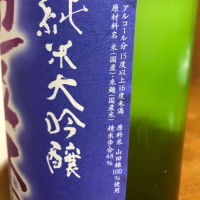 純米大吟醸
アルコール分 15度以上16度未満
原材料名 米(国産)・米麹(国産米)
原料米 山田錦100%使用
精米歩合48%